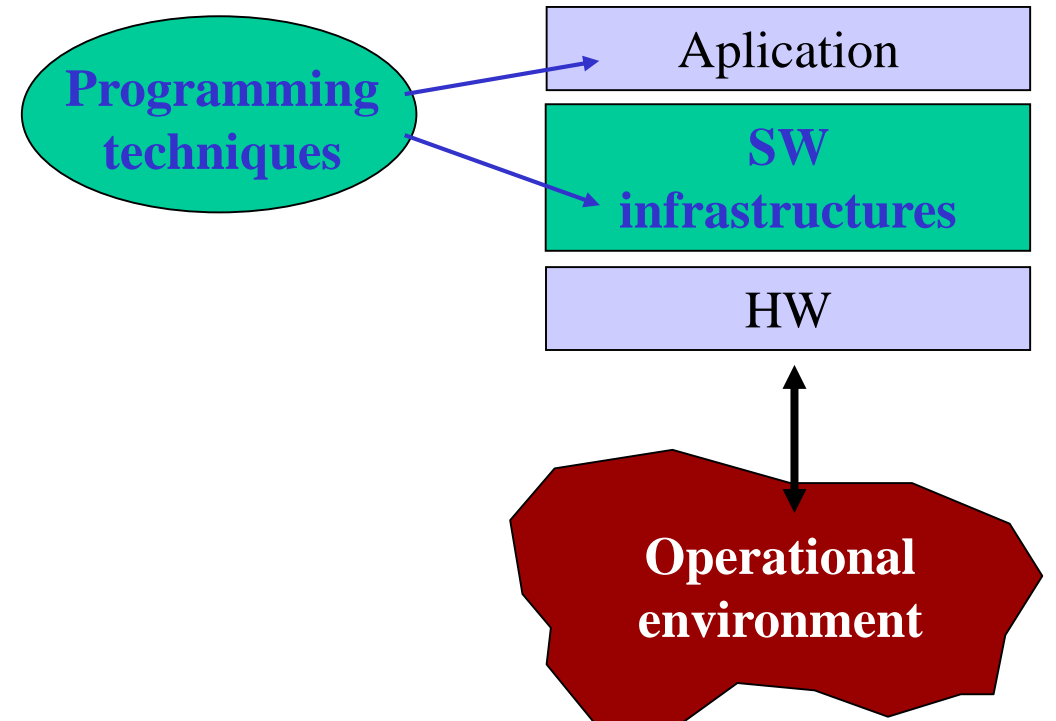 Programming
techniques
Aplication
SW
infrastructures
HW
Operational
environment